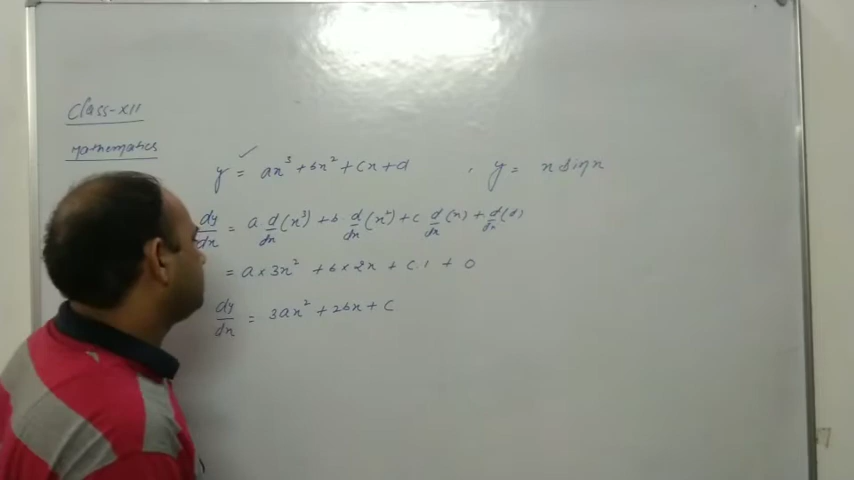 Class-XII
Mathematics
y = ax³ + bx² + cx + d , y = x sin x
dy/dx = a d/dx (x³) + b d/dx (x²) + c d/dx (x) + d/dx (d)
= a × 3x² + b × 2x + c.1 + 0
dy/dx = 3ax² + 2bx + c